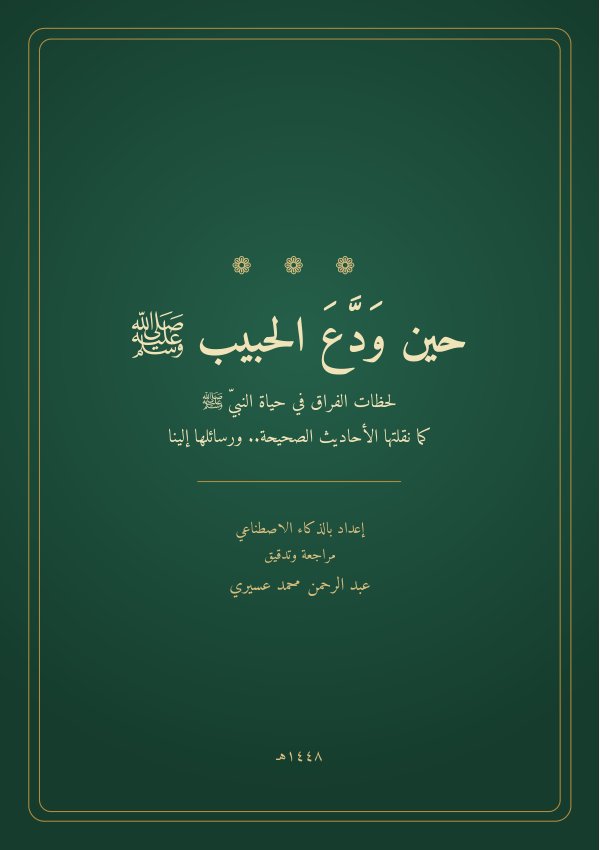 حين وَدَّعَ الحبيب ﷺ
لحظات الفراق في حياة النبيّ ﷺ
كما نقلتها الأحاديث الصحيحة.. ورسائلها إلينا
إعداد بالذكاء الاصطناعي
مراجعة وتدقيق
عبد الرحمن محمد عسيري
١٤٤٨هـ